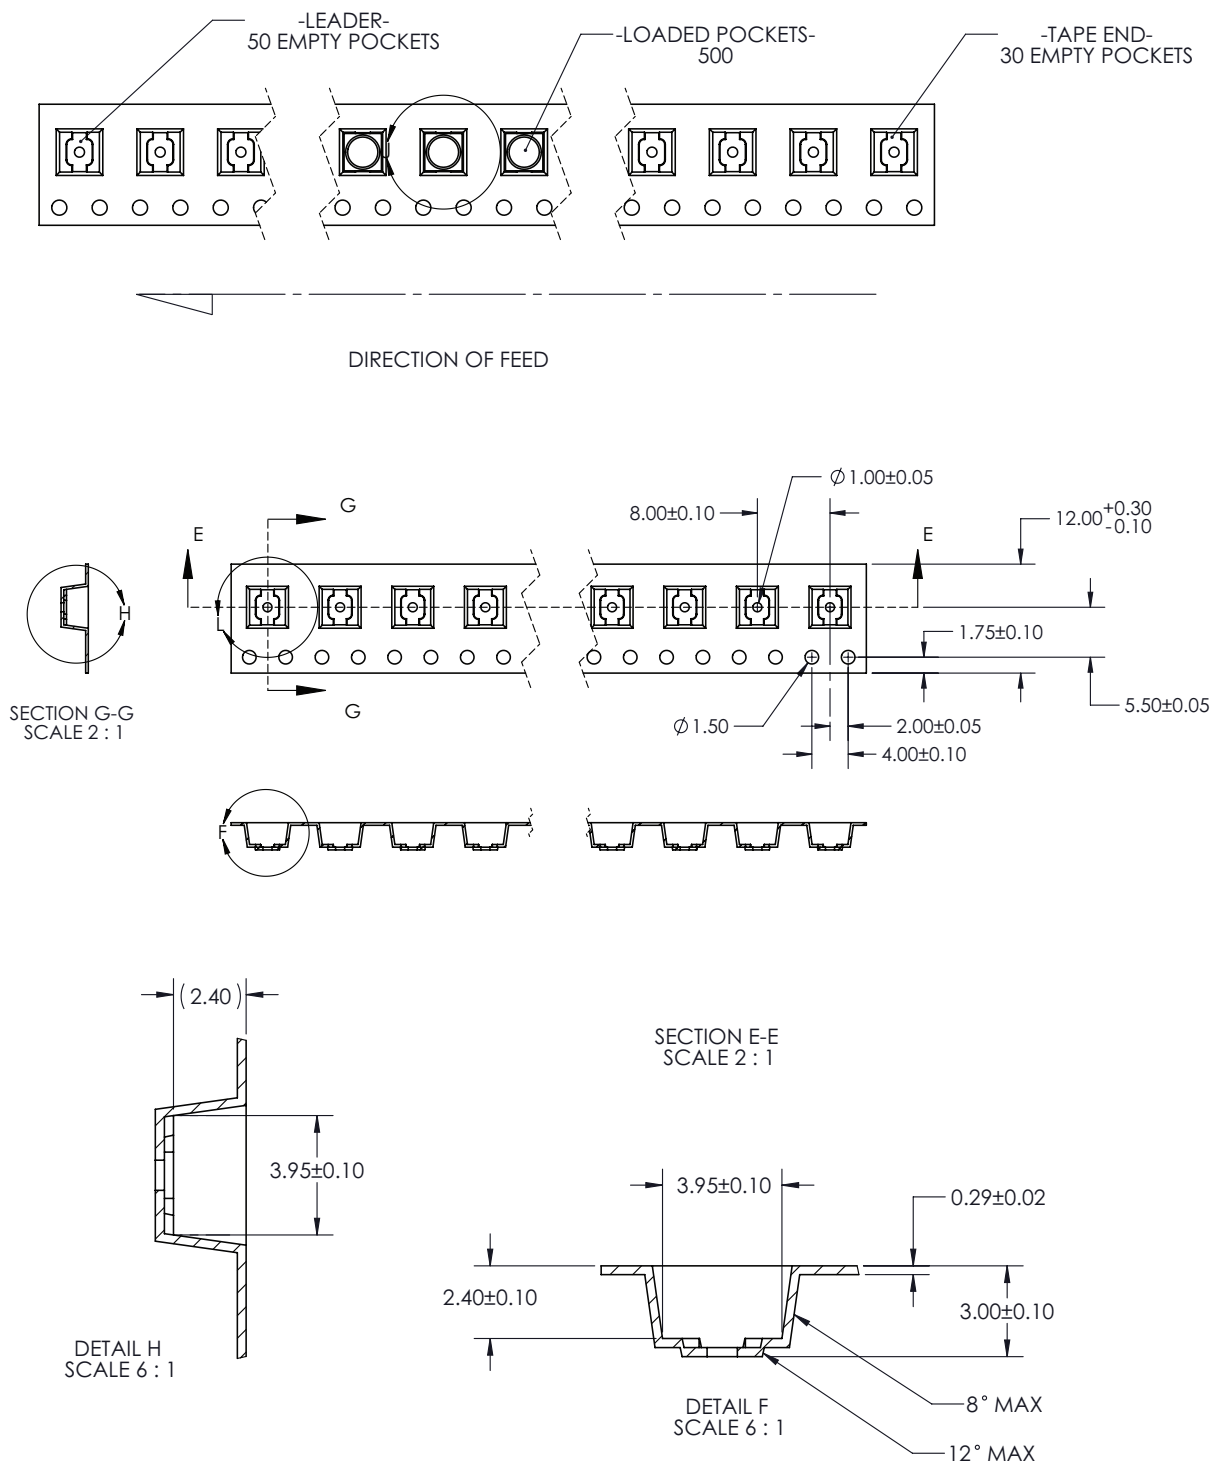 -LEADER-
50 EMPTY POCKETS
-LOADED POCKETS-
500
-TAPE END-
30 EMPTY POCKETS
J
DIRECTION OF FEED
∅1.00±0.05
8.00±0.10
12.00 +0.30
-0.10
G
E
E
H
L
1.75±0.10
SECTION G-G
SCALE 2 : 1
G
∅1.50
2.00±0.05
5.50±0.05
4.00±0.10
F
(2.40)
SECTION E-E
SCALE 2 : 1
3.95±0.10
3.95±0.10
0.29±0.02
2.40±0.10
3.00±0.10
DETAIL H
SCALE 6 : 1
DETAIL F
SCALE 6 : 1
8° MAX
12° MAX